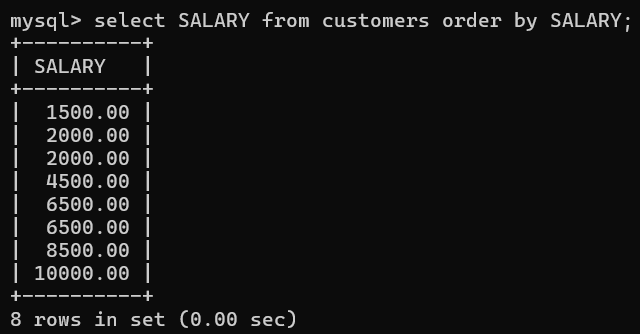 mysql> select SALARY from customers order by SALARY;
+----------+
| SALARY   |
+----------+
|  1500.00 |
|  2000.00 |
|  2000.00 |
|  4500.00 |
|  6500.00 |
|  6500.00 |
|  8500.00 |
| 10000.00 |
+----------+
8 rows in set (0.00 sec)